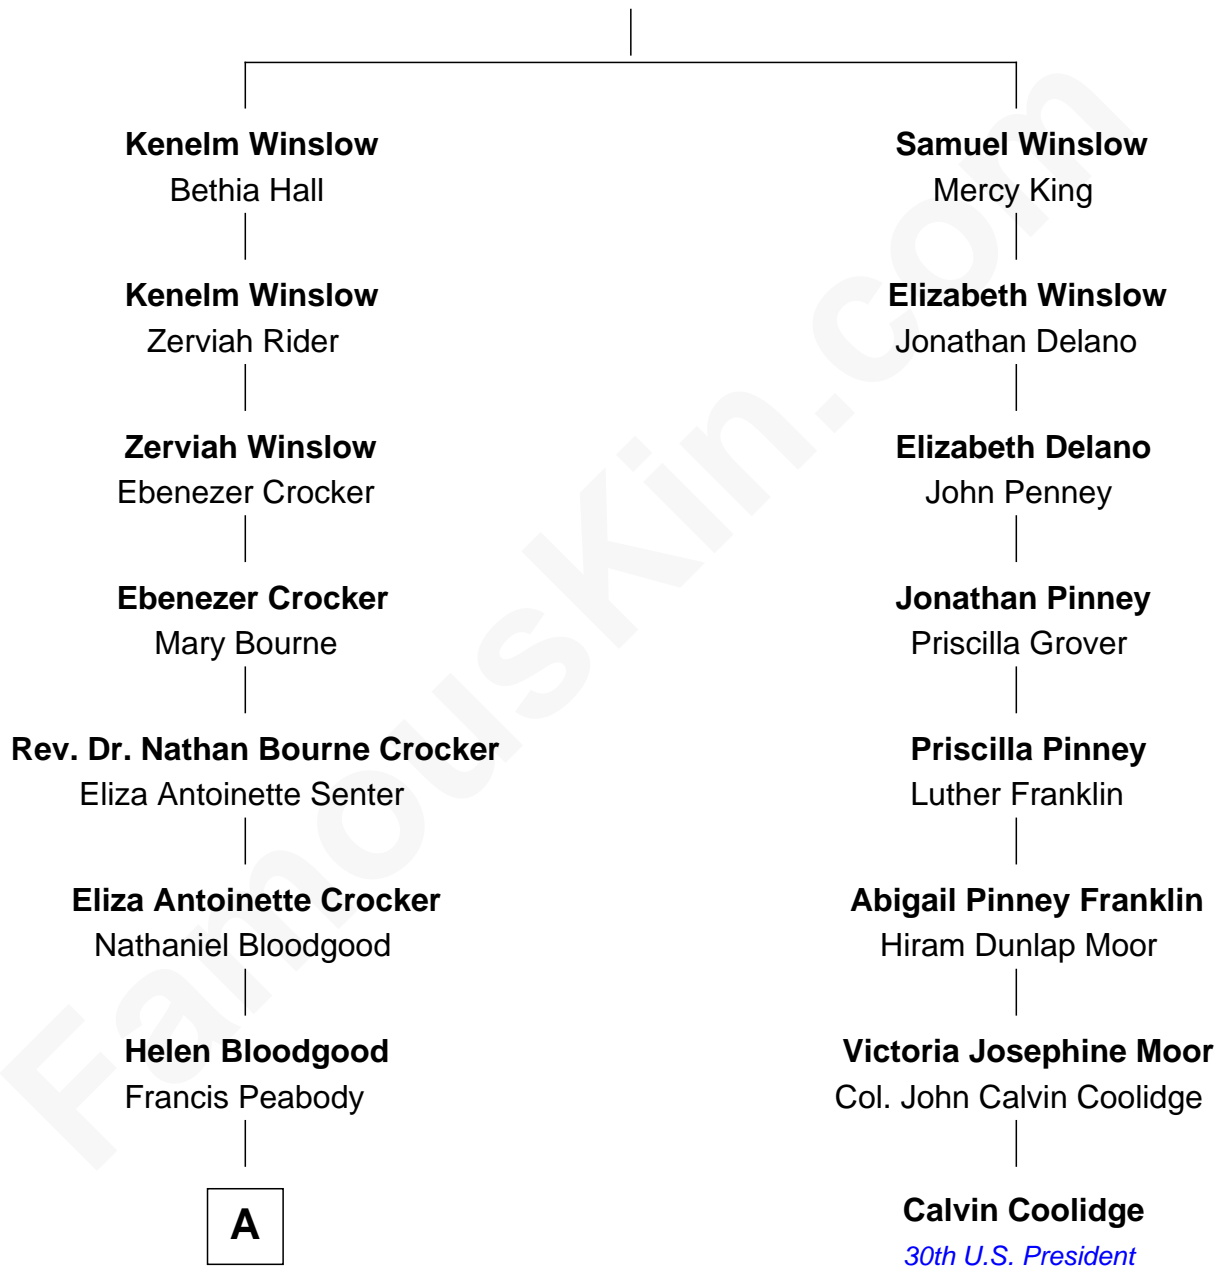 Kenelm Winslow
Bethia Hall
Kenelm Winslow
Zerviah Rider
Zerviah Winslow
Ebenezer Crocker
Ebenezer Crocker
Mary Bourne
Rev. Dr. Nathan Bourne Crocker
Eliza Antoinette Senter
Eliza Antoinette Crocker
Nathaniel Bloodgood
Helen Bloodgood
Francis Peabody
A
Samuel Winslow
Mercy King
Elizabeth Winslow
Jonathan Delano
Elizabeth Delano
John Penney
Jonathan Pinney
Priscilla Grover
Priscilla Pinney
Luther Franklin
Abigail Pinney Franklin
Hiram Dunlap Moor
Victoria Josephine Moor
Col. John Calvin Coolidge
Calvin Coolidge
30th U.S. President
FamousKin.com